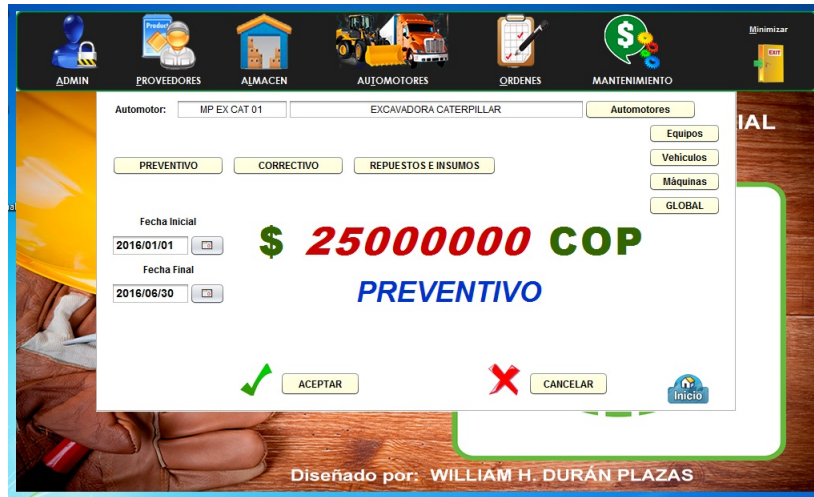 Product
EXIT
Minimizar
ADMIN
PROVEEDORES
ALMACEN
AUTOMOTORES
ORDENES
MANTENIMIENTO
Automotor: MP EX CAT 01 EXCAVADORA CATERPILLAR Automotores
IAL
Equipos
Vehículos
Máquinas
GLOBAL
PREVENTIVO CORRECTIVO REPUESTOS E INSUMOS
Fecha Inicial
2016/01/01
Fecha Final
2016/06/30
$ 25000000 COP
PREVENTIVO
ACEPTAR CANCELAR
Inicio
Diseñado por: WILLIAM H. DURÁN PLAZAS